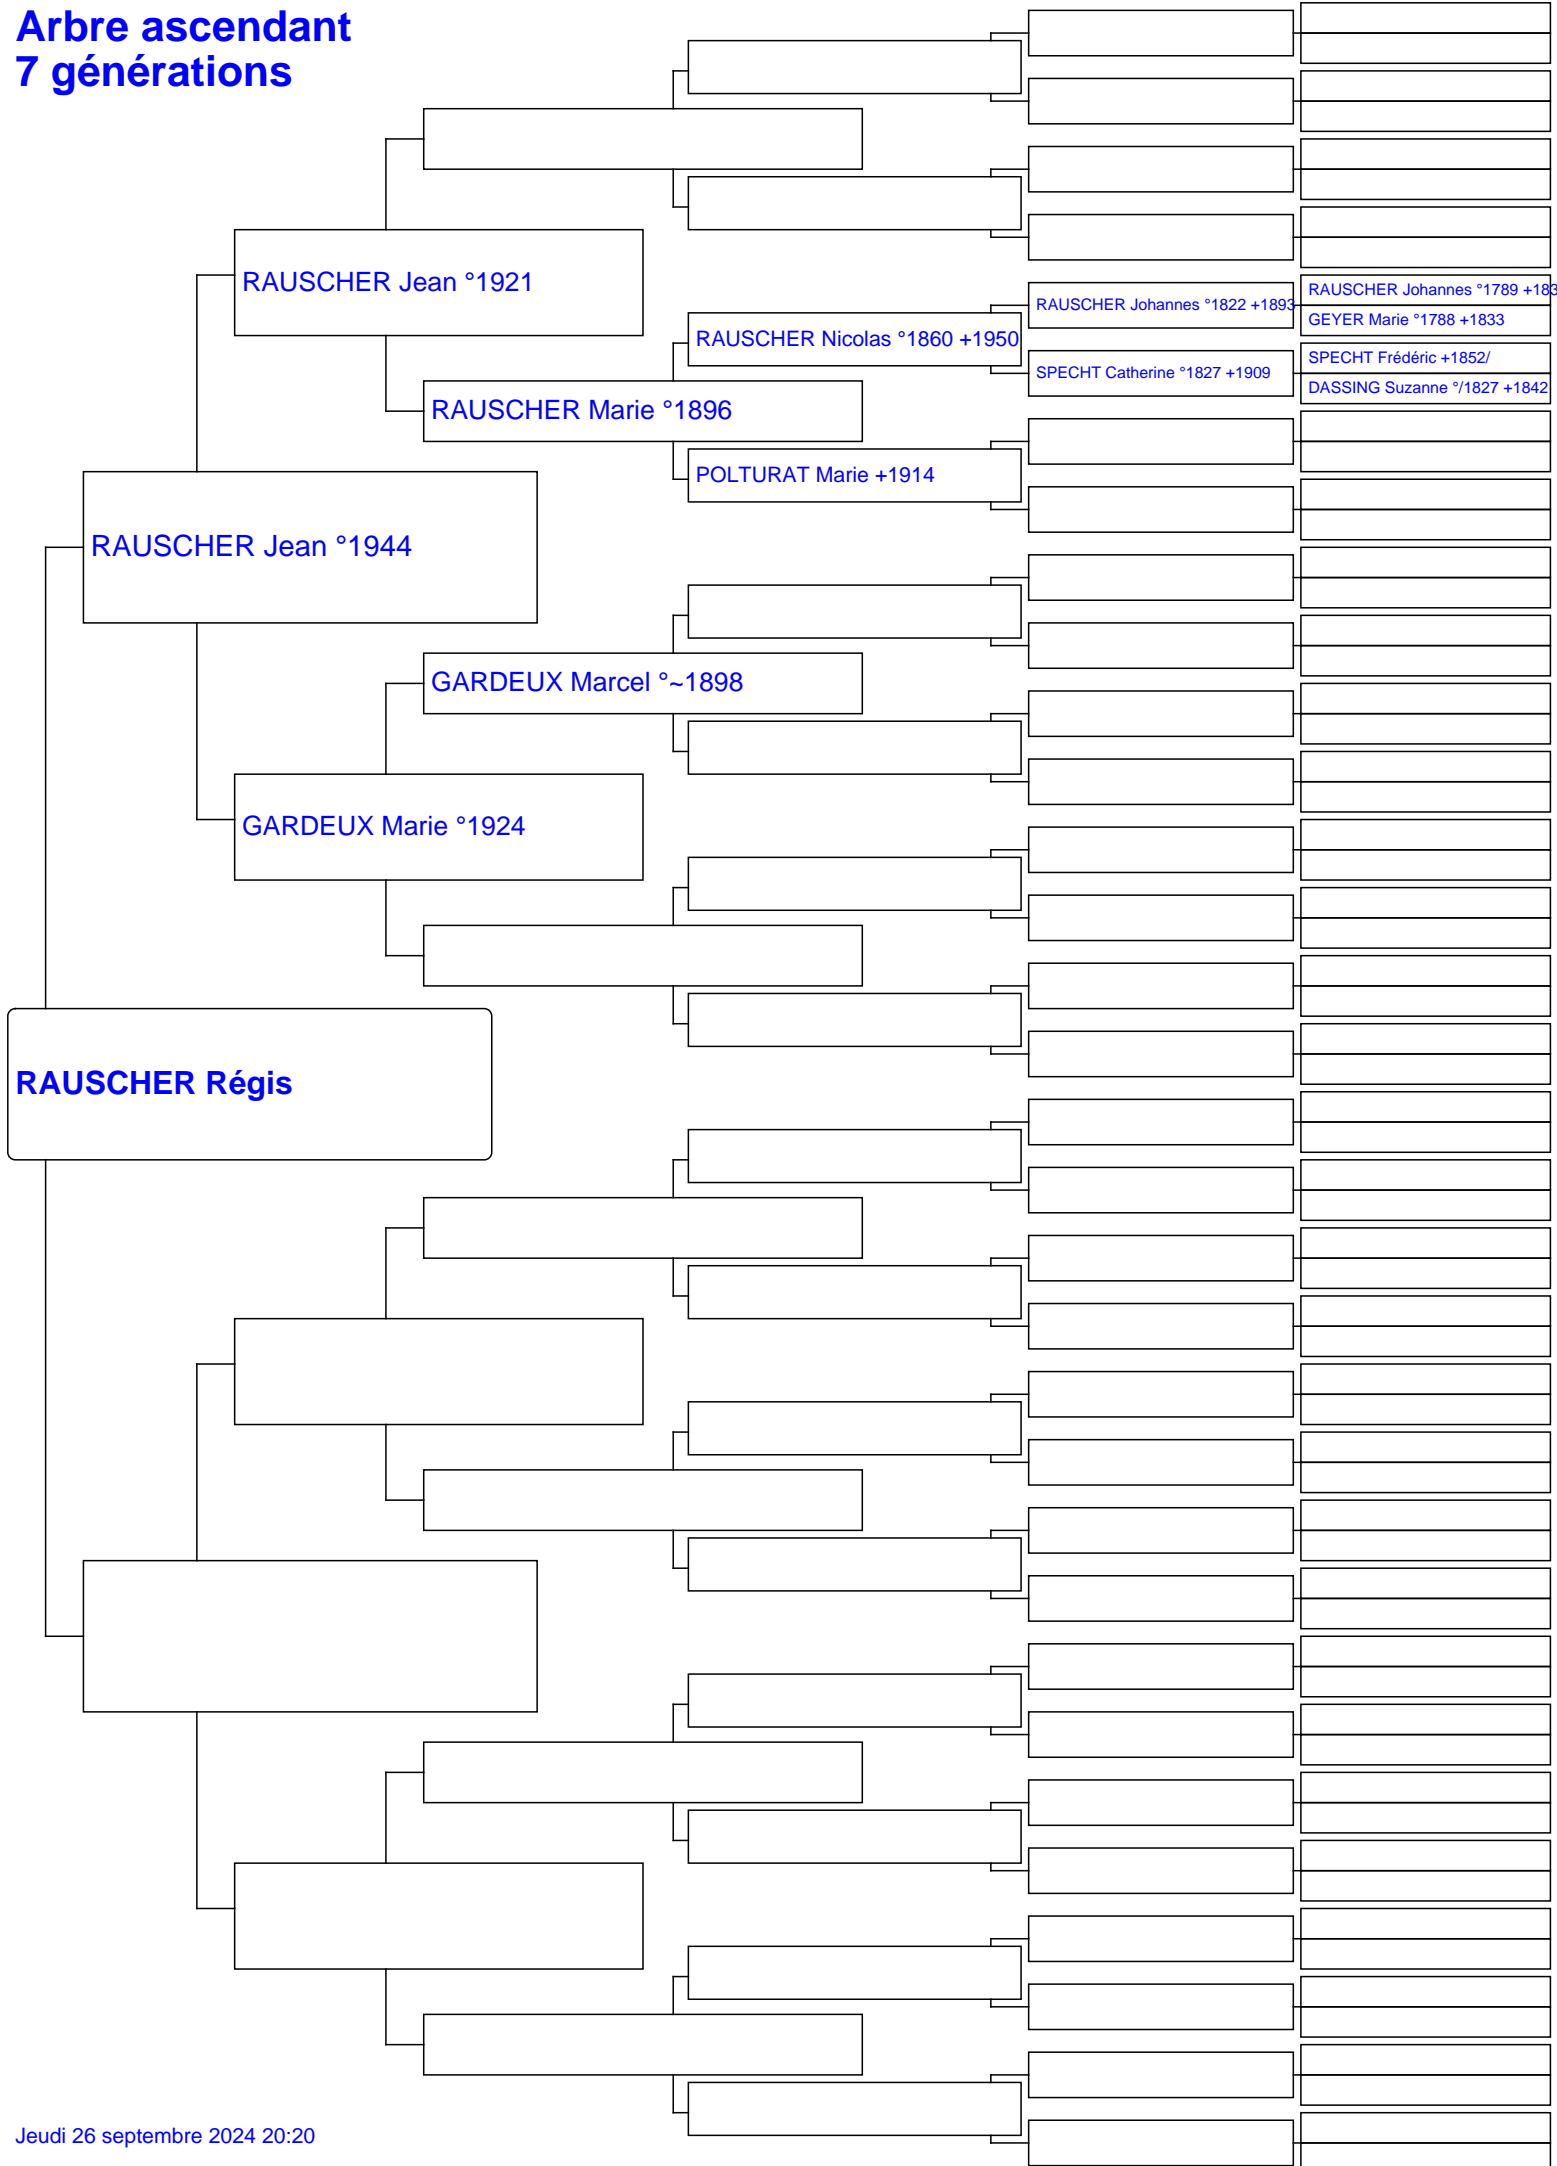 Arbre ascendant
7 générations
RAUSCHER Jean °1921
RAUSCHER Johannes °1822 +1893
RAUSCHER Johannes °1789 +183
GEYER Marie °1788 +1833
RAUSCHER Nicolas °1860 +1950
SPECHT Catherine °1827 +1909
SPECHT Frédéric +1852/
DASSING Suzanne °/1827 +1842
RAUSCHER Marie °1896
POLTURAT Marie +1914
RAUSCHER Jean °1944
GARDEUX Marcel °~1898
GARDEUX Marie °1924
RAUSCHER Régis
Jeudi 26 septembre 2024 20:20